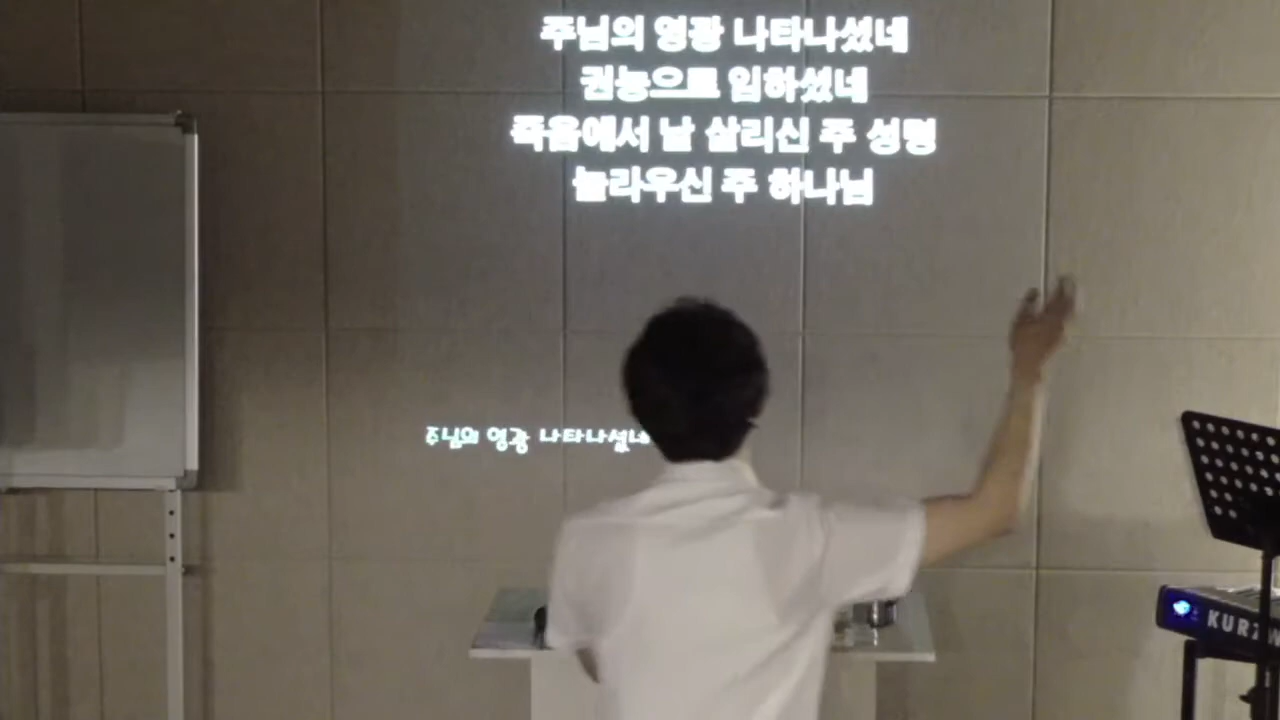 주님의 영광 나타나셨네
권능으로 임하셨네
죽음에서 날 살리신 주 성령
놀라우신 주 하나님
주님의 영광 나타나셨네